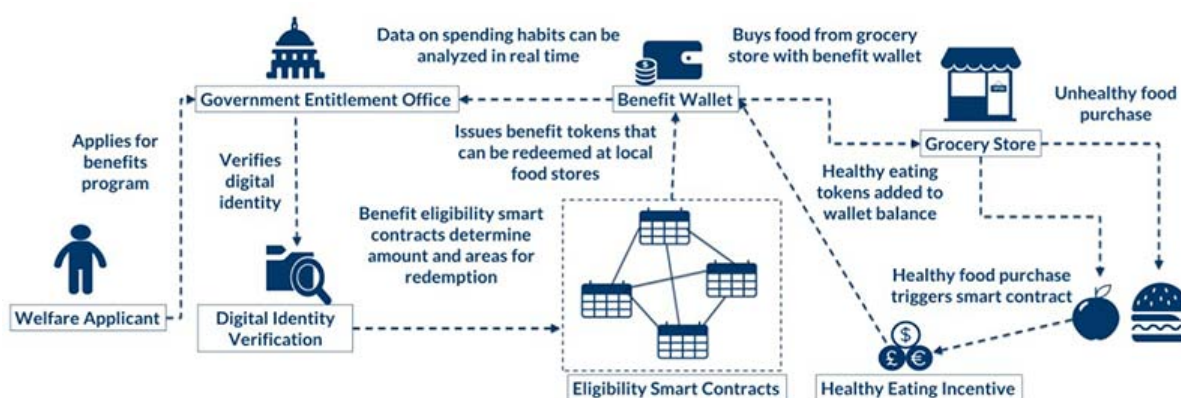 Data on spending habits can be
analyzed in real time
Buys food from grocery
store with benefit wallet
Government Entitlement Office
Benefit Wallet
Unhealthy food
purchase
Applies for
benefits
program
Verifies
digital
identity
Issues benefit tokens that
can be redeemed at local
food stores
Grocery Store
Healthy eating
tokens added to
wallet balance
Benefit eligibility smart
contracts determine
amount and areas for
redemption
Healthy food purchase
triggers smart contract
Welfare Applicant
Digital Identity
Verification
$
£
€
Eligibility Smart Contracts
Healthy Eating Incentive